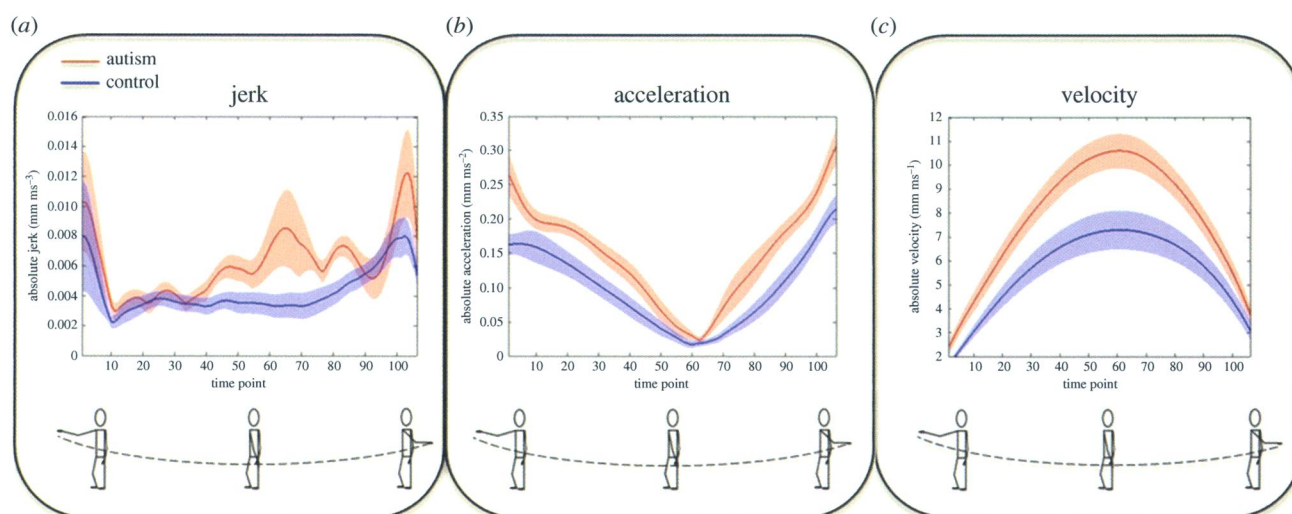 (a)
(b)
(c)
autism
control
jerk
absolute jerk (mm ms⁻³)
0.016
0.014
0.012
0.010
0.008
0.006
0.004
0.002
0
10 20 30 40 50 60 70 80 90 100
time point
acceleration
absolute acceleration (mm ms⁻²)
0.35
0.30
0.25
0.20
0.15
0.10
0.05
0
10 20 30 40 50 60 70 80 90 100
time point
velocity
absolute velocity (mm ms⁻¹)
12
11
10
9
8
7
6
5
4
3
2
10 20 30 40 50 60 70 80 90 100
time point